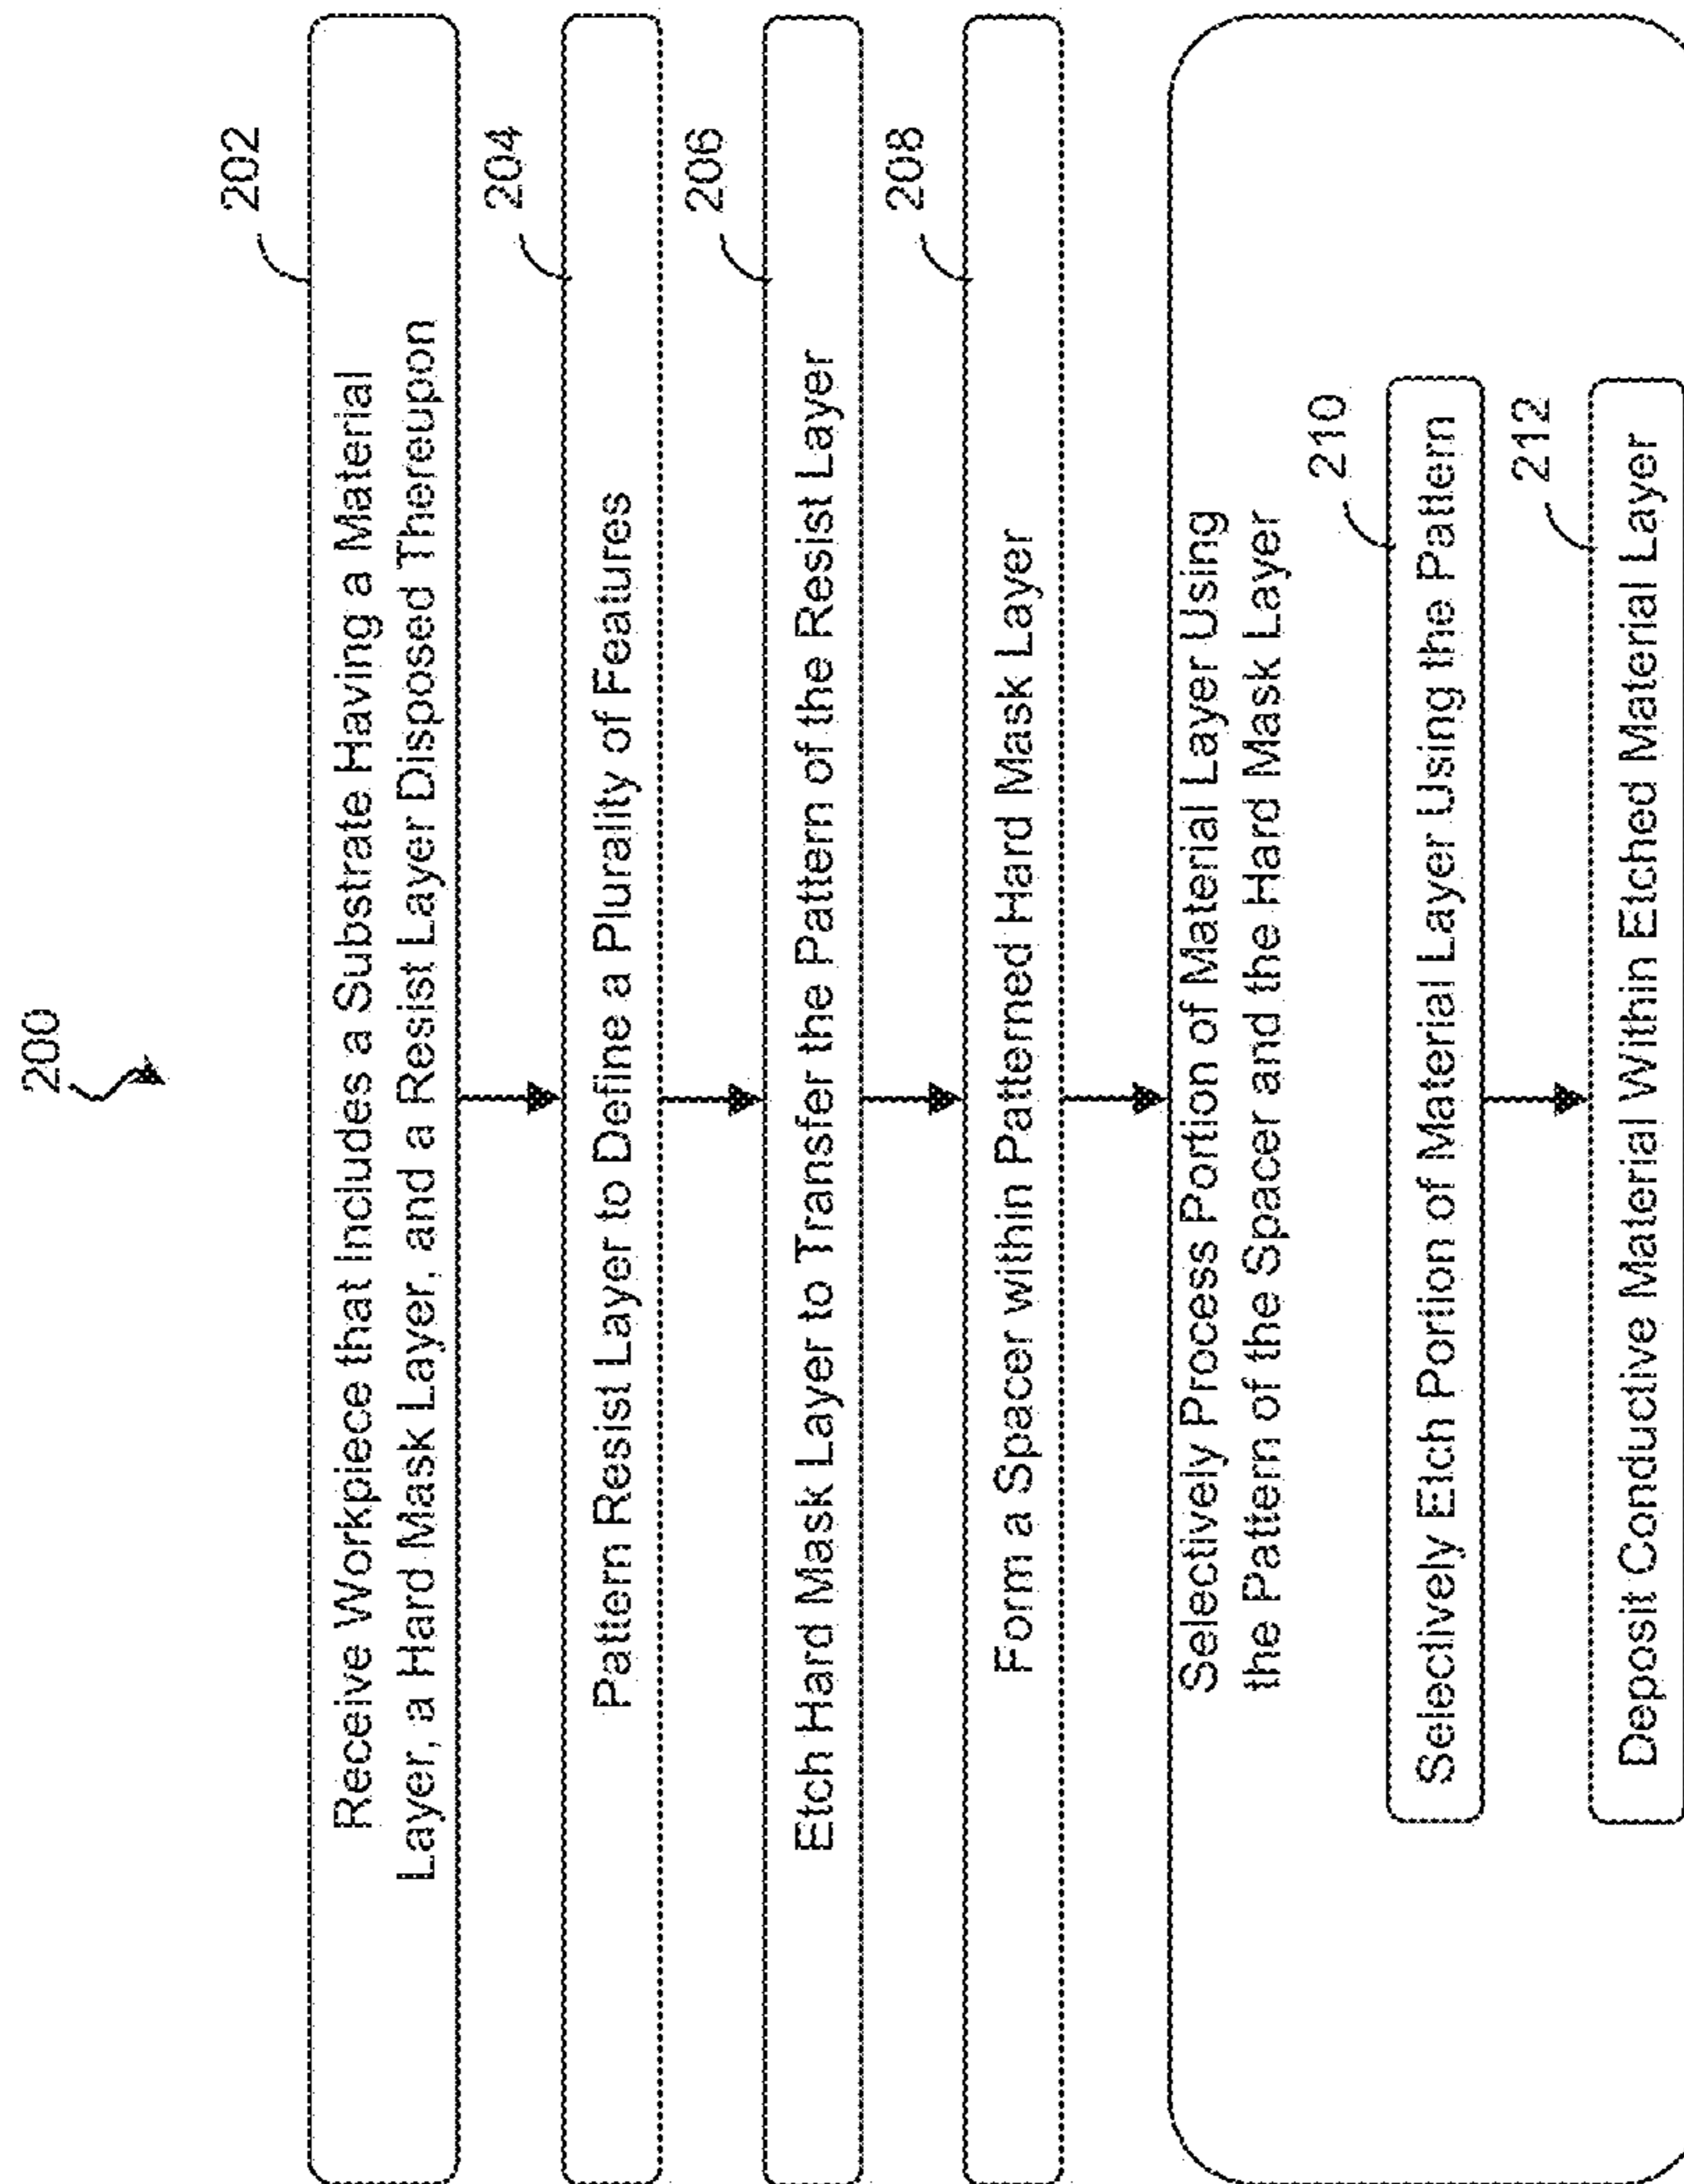 200
202
Receive Workpiece that Includes a Substrate Having a Material
Layer, a Hard Mask Layer, and a Resist Layer Disposed Thereupon
204
Pattern Resist Layer to Define a Plurality of Features
206
Etch Hard Mask Layer to Transfer the Pattern of the Resist Layer
208
Form a Spacer within Patterned Hard Mask Layer
Selectively Process Portion of Material Layer Using
the Pattern of the Spacer and the Hard Mask Layer
210
Selectively Etch Portion of Material Layer Using the Pattern
212
Deposit Conductive Material Within Etched Material Layer